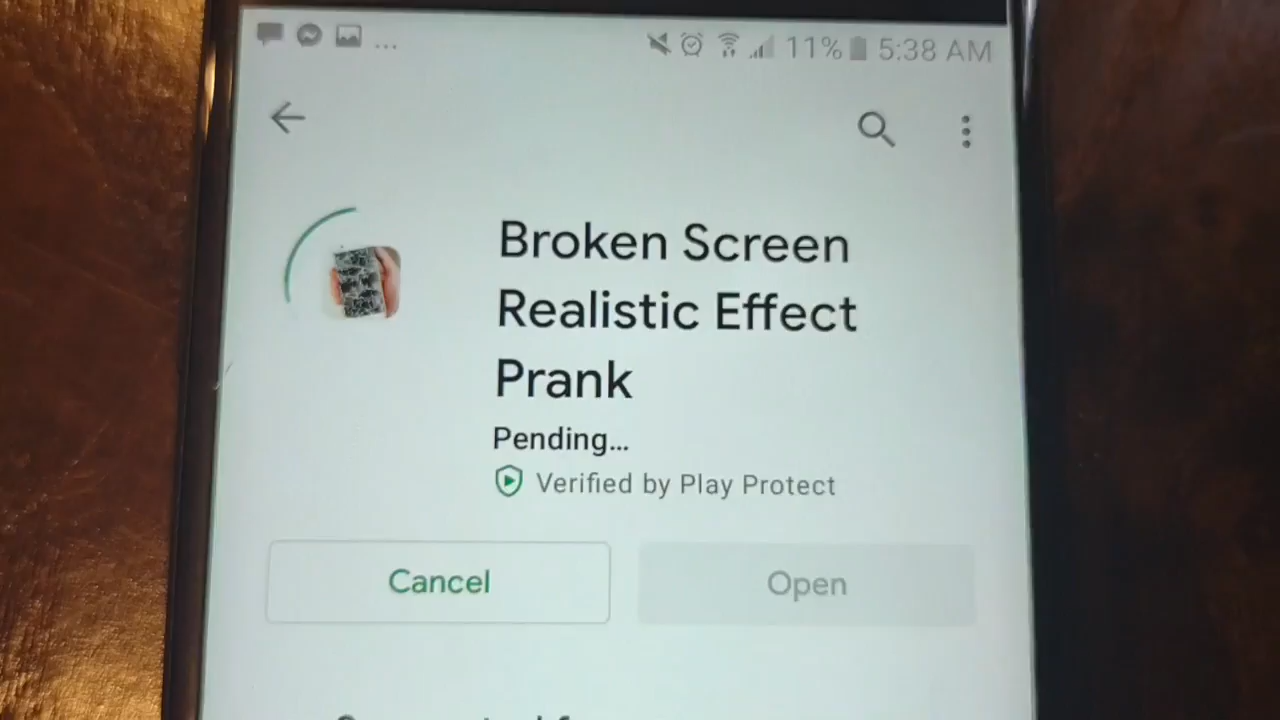 ... 11% 5:38 AM
Broken Screen
Realistic Effect
Prank
Pending...
Verified by Play Protect
Cancel
Open